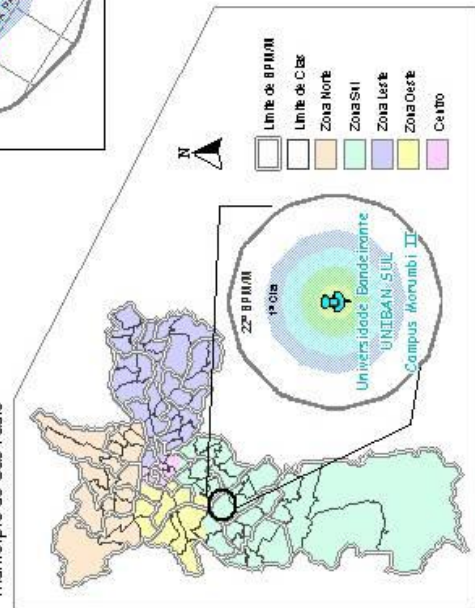 Município de São Paulo
N
Limite de BPM/M
Limite de Cias
Zona Norte
Zona Sul
Zona Leste
Zona Oeste
Centro
22º BPM/M
1ª Cia
Universidade Bandeirante
UNIBAN SUL
Campus Morumbi II